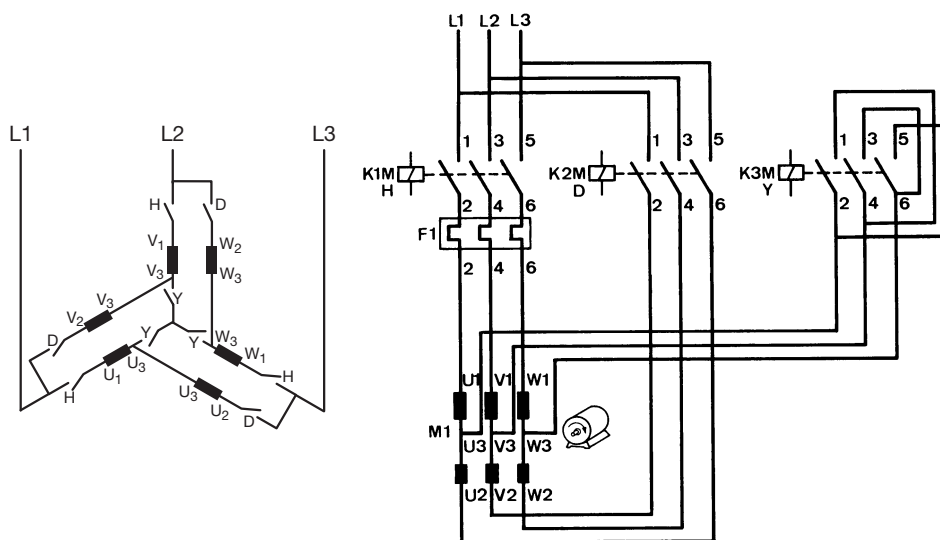 L1 L2 L3
H D
V1 W2
V3 W3
V3 Y
V2
D Y Y W3
W1
U3
U1 U3 H
H U2 D
L1 L2 L3
1 3 5 1 3 5 1 3 5
K1M K2M K3M
H D Y
2 4 6 2 4 6 2 4 6
F1
2 4 6
U1 V1 W1
M1
U3 V3 W3
U2 V2 W2